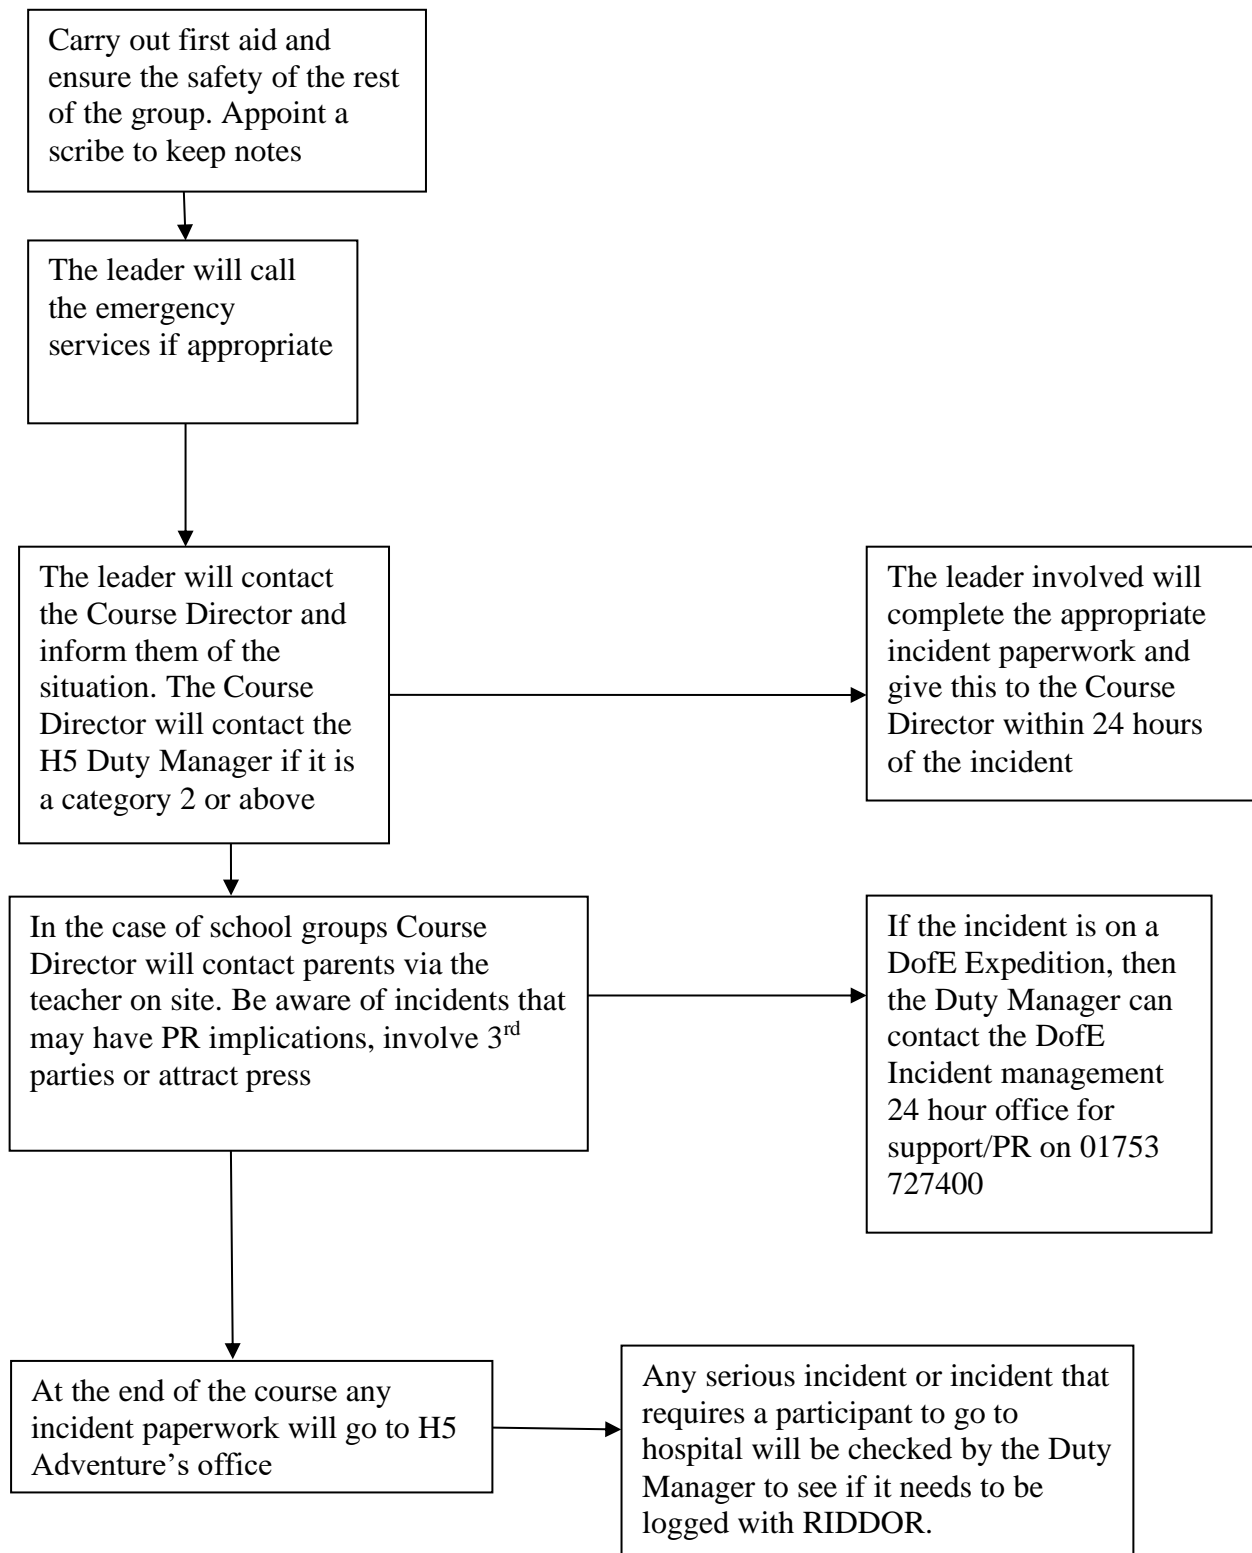 Carry out first aid and
ensure the safety of the rest
of the group. Appoint a
scribe to keep notes
The leader will call
the emergency
services if appropriate
The leader will contact
the Course Director and
inform them of the
situation. The Course
Director will contact the
H5 Duty Manager if it is
a category 2 or above
The leader involved will
complete the appropriate
incident paperwork and
give this to the Course
Director within 24 hours
of the incident
In the case of school groups Course
Director will contact parents via the
teacher on site. Be aware of incidents that
may have PR implications, involve 3rd
parties or attract press
If the incident is on a
DofE Expedition, then
the Duty Manager can
contact the DofE
Incident management
24 hour office for
support/PR on 01753
727400
At the end of the course any
incident paperwork will go to H5
Adventure’s office
Any serious incident or incident that
requires a participant to go to
hospital will be checked by the Duty
Manager to see if it needs to be
logged with RIDDOR.